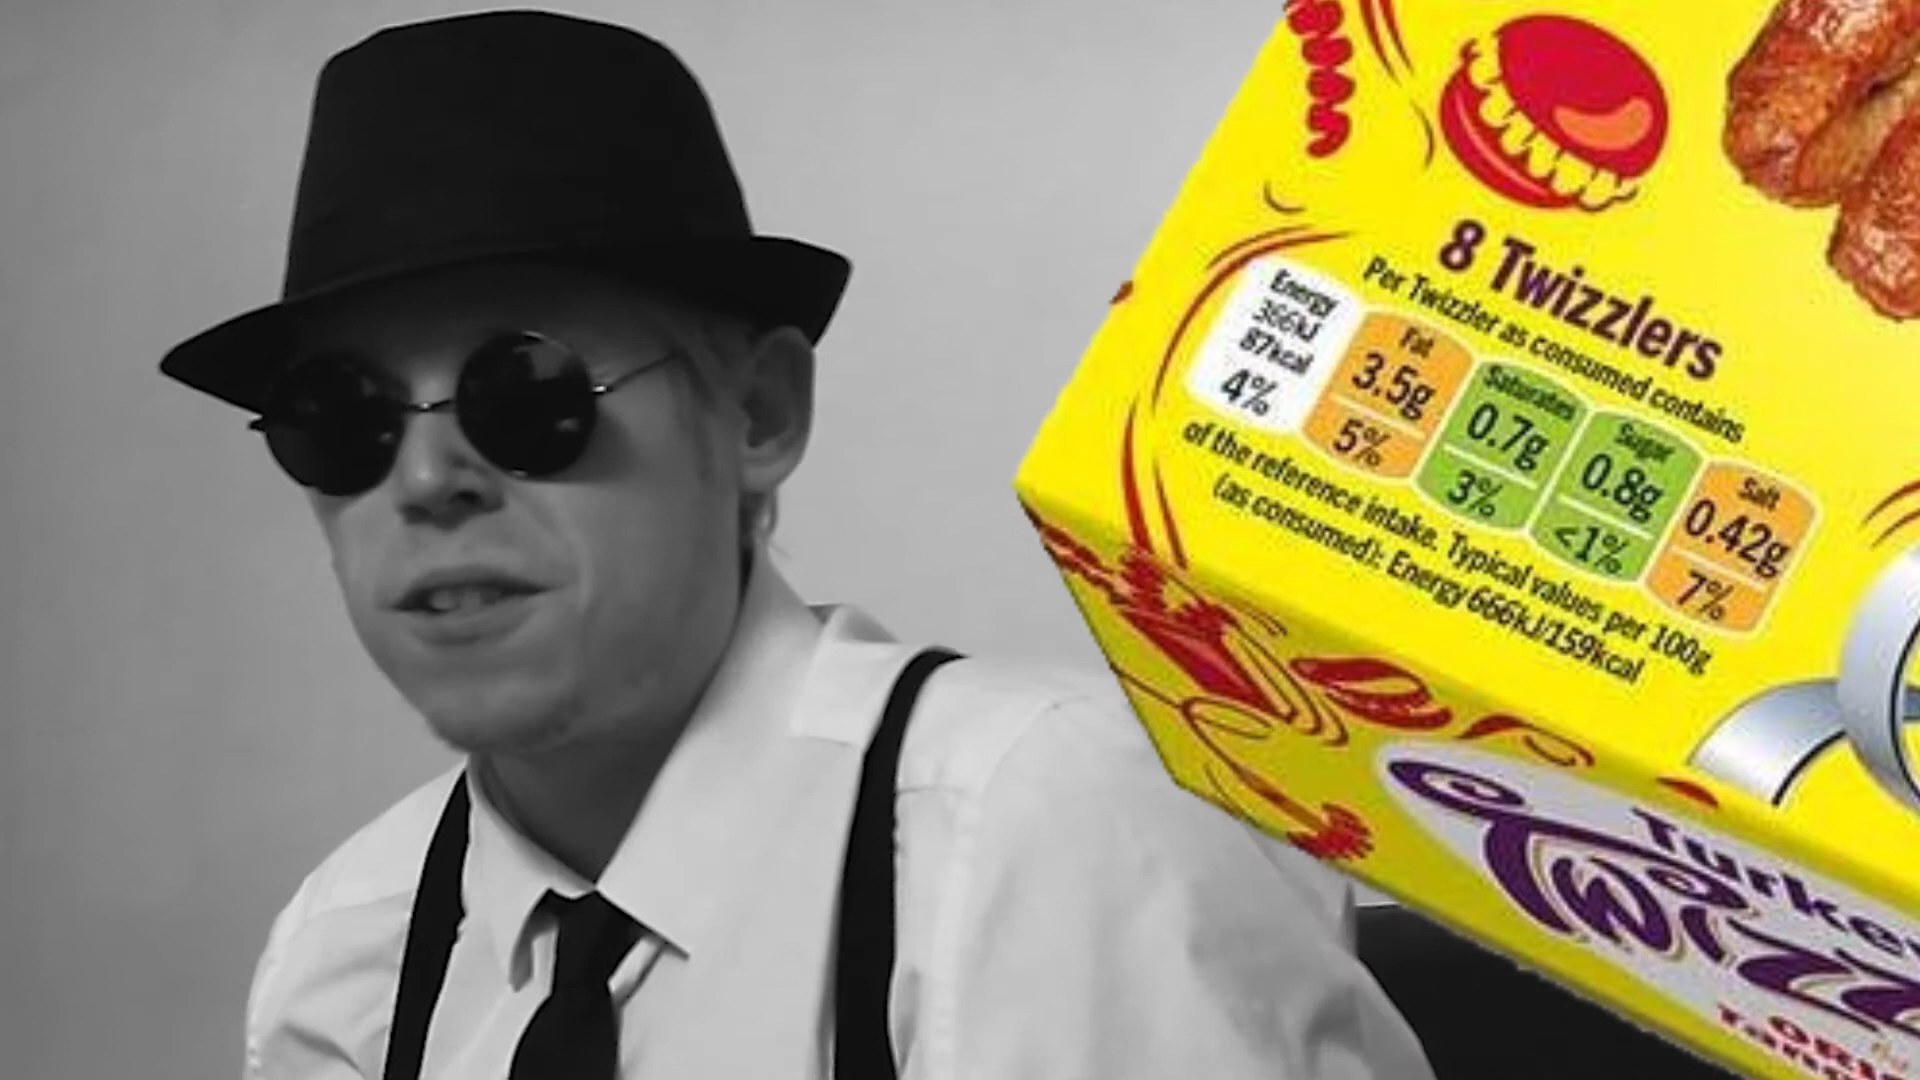 8 Twizzlers
Per Twizzler as consumed contains
Energy
366kJ
87kcal
4%
Fat
3.5g
5%
Saturates
0.7g
3%
Sugar
0.8g
<1%
Salt
0.42g
7%
of the reference intake. Typical values per 100g
(as consumed): Energy 666kJ/159kcal
Turkey
Twizz